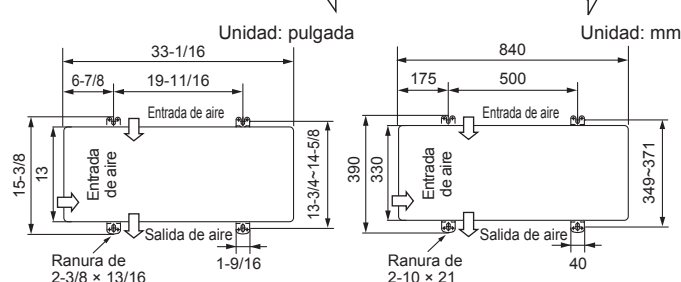 Unidad: pulgada
33-1/16
6-7/8
19-11/16
Entrada de aire
15-3/8
13
Entrada
de aire
13-3/4~14-5/8
Salida de aire
Ranura de
2-3/8 × 13/16
1-9/16
Unidad: mm
840
175
500
Entrada de aire
390
330
Entrada
de aire
349~371
Salida de aire
Ranura de
2-10 × 21
40